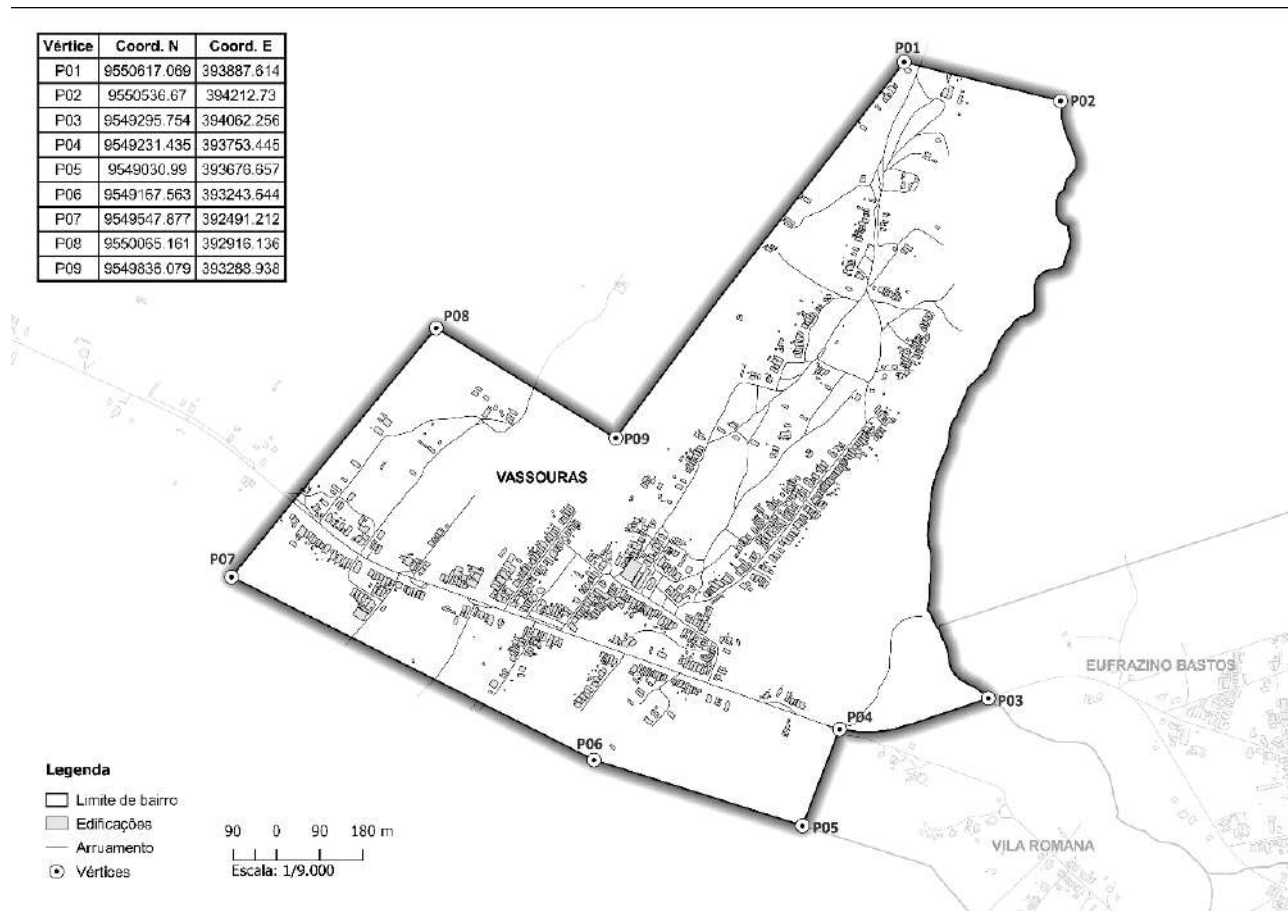 Vértice Coord. N Coord. E
P01 9550617.069 393887.614
P02 9550536.67 394212.73
P03 9549295.754 394062.256
P04 9549231.435 393753.445
P05 9549030.99 393676.657
P06 9549167.563 393243.644
P07 9549547.877 392491.212
P08 9550065.161 392916.136
P09 9549836.079 393288.938
P01
P02
P08
P09
VASSOURAS
P07
EUFRAZINO BASTOS
P03
P04
P06
P05
VILA ROMANA
Legenda
Limite de bairro
Edificações
Arruamento
Vértices
90 0 90 180 m
Escala: 1/9.000